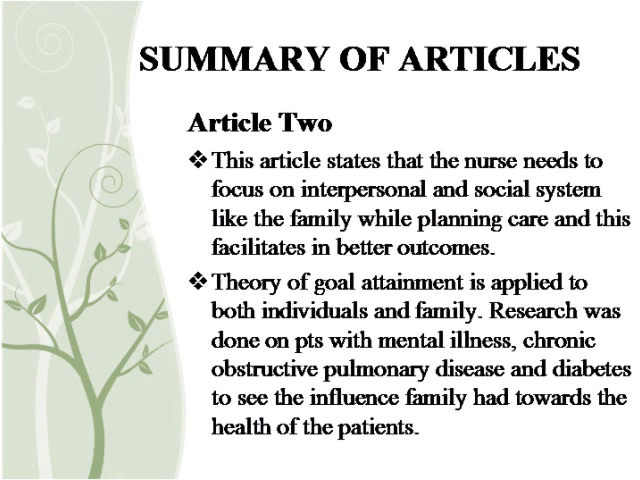 SUMMARY OF ARTICLES
Article Two
❖This article states that the nurse needs to
focus on interpersonal and social system
like the family while planning care and this
facilitates in better outcomes.
❖Theory of goal attainment is applied to
both individuals and family. Research was
done on pts with mental illness, chronic
obstructive pulmonary disease and diabetes
to see the influence family had towards the
health of the patients.